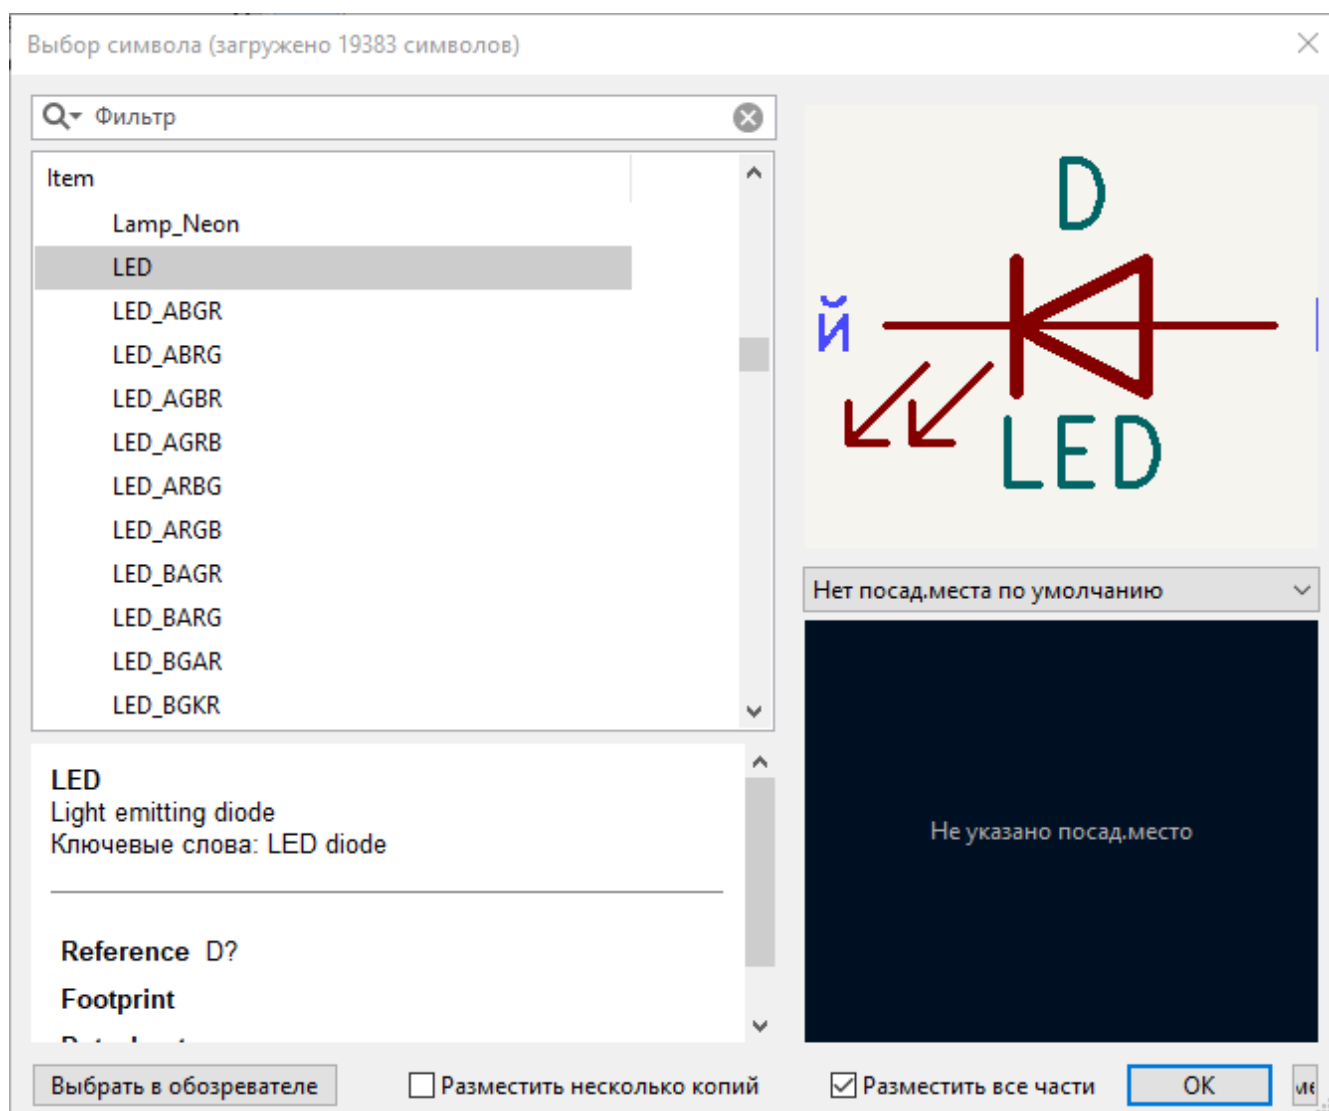 Выбор символа (загружено 19383 символов)
Фильтр
Item
Lamp_Neon
LED
LED_ABGR
LED_ABRG
LED_AGBR
LED_AGRB
LED_ARBG
LED_ARGB
LED_BAGR
LED_BARG
LED_BGAR
LED_BGKR
LED
Light emitting diode
Ключевые слова: LED diode
Reference D?
Footprint
D
й
LED
Нет посад.места по умолчанию
Не указано посад.место
Выбрать в обозревателе
Разместить несколько копий
Разместить все части
OK